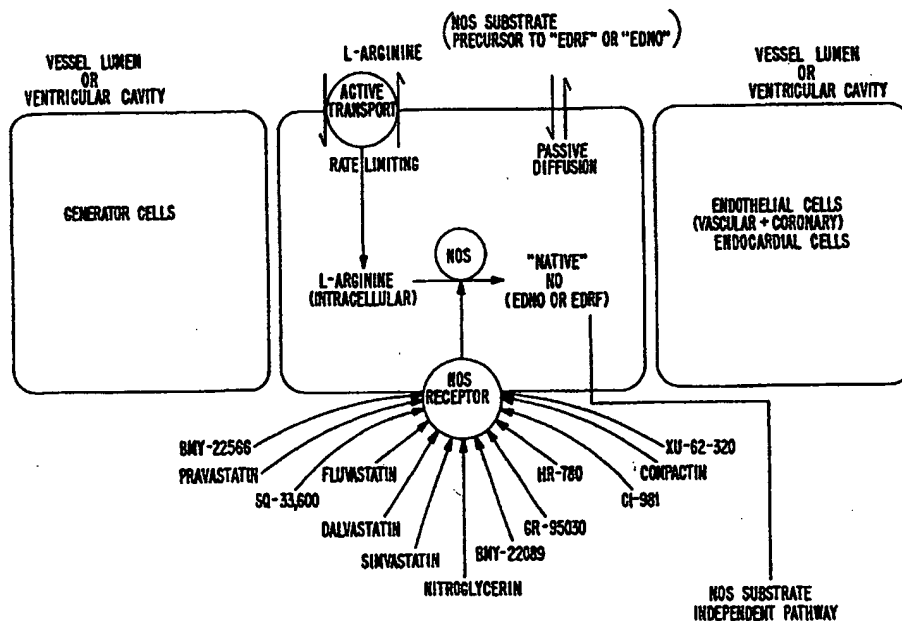 (NOS SUBSTRATE
PRECURSOR TO "EDRF" OR "EDNO")
L-ARGININE
VESSEL LUMEN
OR
VENTRICULAR CAVITY
VESSEL LUMEN
OR
VENTRICULAR CAVITY
ACTIVE
TRANSPORT
RATE LIMITING
PASSIVE
DIFFUSION
GENERATOR CELLS
ENDOTHELIAL CELLS
(VASCULAR + CORONARY)
ENDOCARDIAL CELLS
NOS
L-ARGININE
(INTRACELLULAR)
"NATIVE"
NO
(EDNO OR EDRF)
NOS
RECEPTOR
BMY-22566
PRAVASTATIN
SQ-33,600
FLUVASTATIN
DALVASTATIN
SIMVASTATIN
NITROGLYCERIN
BMY-22089
GR-95030
HR-780
CI-981
COMPACTIN
XU-62-320
NOS SUBSTRATE
INDEPENDENT PATHWAY